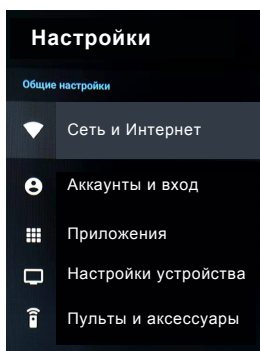 Настройки
Общие настройки
Сеть и Интернет
Аккаунты и вход
Приложения
Настройки устройства
Пульты и аксессуары